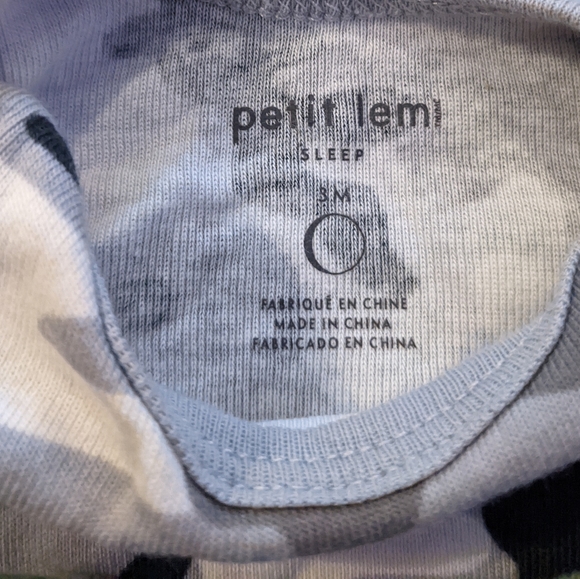 petit lem
SLEEP
3M
FABRIQUÉ EN CHINE
MADE IN CHINA
FABRICADO EN CHINA